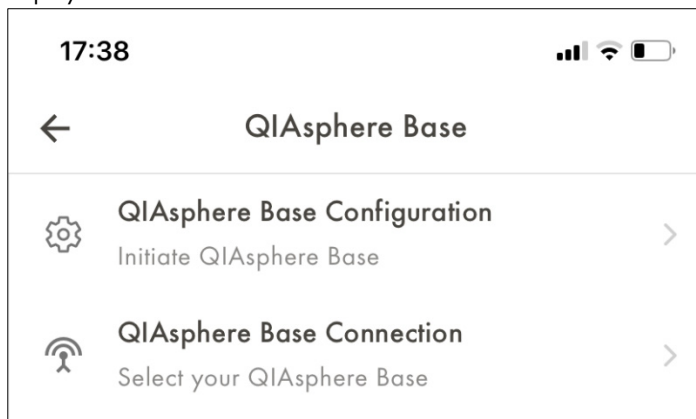 17:38
QIAsphere Base
QIAsphere Base Configuration
Initiate QIAsphere Base
QIAsphere Base Connection
Select your QIAsphere Base